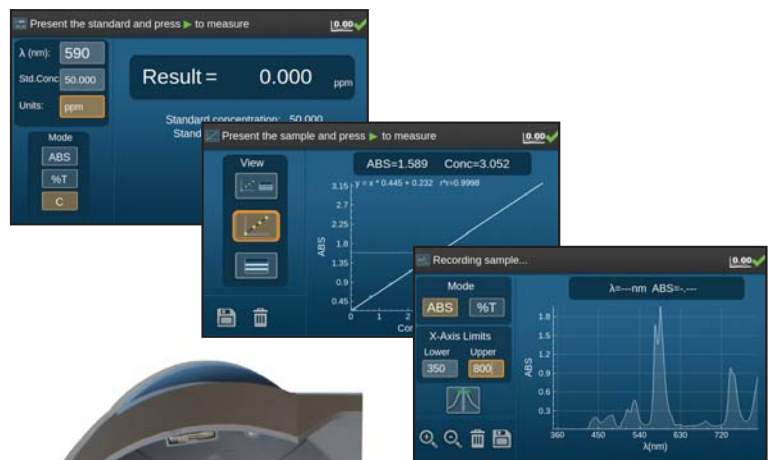 Present the standard and press ▶ to measure
0.00
λ (nm): 590
Std.Conc 50.000
Units: ppm
Mode
ABS
%T
C
Result = 0.000 ppm
Standard concentration: 50.000
Stand
Present the sample and press ▶ to measure
0.00
View
ABS=1.589 Conc=3.052
y = x * 0.445 + 0.232 r*r=0.9998
3.15
2.7
2.25
1.8
1.35
0.9
0.45
ABS
0 1 2
Con
Recording sample...
0.00
Mode
ABS %T
X-Axis Limits
Lower Upper
350 800
λ=---nm ABS=-.---
1.8
1.5
1.2
0.9
0.6
0.3
ABS
360 450 540 630 720
λ(nm)